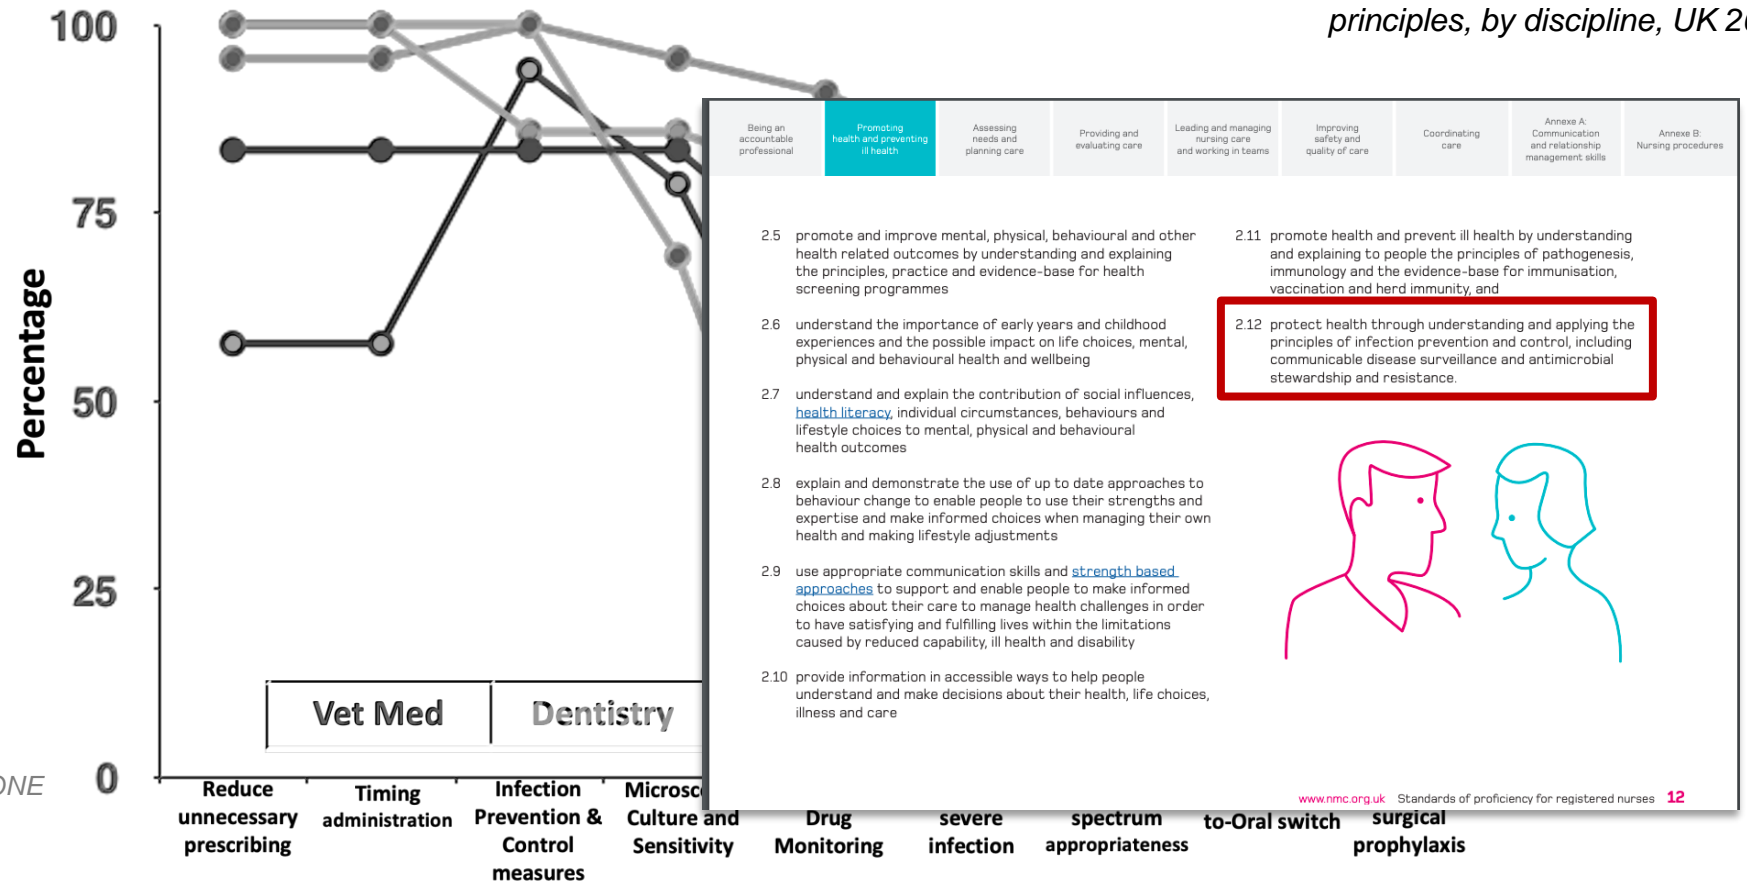 principles, by discipline, UK
100
75
50
25
0
Percentage
ONE
Vet Med
Dentistry
Reduce
unnecessary
prescribing
Timing
administration
Infection
Prevention &
Control
measures
Culture and
Sensitivity
Drug
Monitoring
severe
infection
spectrum
appropriateness
to-Oral switch
surgical
prophylaxis
Being an
accountable
professional
Promoting
health and preventing
ill health
Assessing
needs and
planning care
Providing and
evaluating care
Leading and managing
nursing care
and working in teams
Improving
safety and
quality of care
Coordinating
care
Annexe A:
Communication
and relationship
management skills
Annexe B:
Nursing procedures
2.5 promote and improve mental, physical, behavioural and other
health related outcomes by understanding and explaining
the principles, practice and evidence-base for health
screening programmes
2.6 understand the importance of early years and childhood
experiences and the possible impact on life choices, mental,
physical and behavioural health and wellbeing
2.7 understand and explain the contribution of social influences,
health literacy, individual circumstances, behaviours and
lifestyle choices to mental, physical and behavioural
health outcomes
2.8 explain and demonstrate the use of up to date approaches to
behaviour change to enable people to use their strengths and
expertise and make informed choices when managing their own
health and making lifestyle adjustments
2.9 use appropriate communication skills and strength based
approaches to support and enable people to make informed
choices about their care to manage health challenges in order
to have satisfying and fulfilling lives within the limitations
caused by reduced capability, ill health and disability
2.10 provide information in accessible ways to help people
understand and make decisions about their health, life choices,
illness and care
2.11 promote health and prevent ill health by understanding
and explaining to people the principles of pathogenesis,
immunology and the evidence-base for immunisation,
vaccination and herd immunity, and
2.12 protect health through understanding and applying the
principles of infection prevention and control, including
communicable disease surveillance and antimicrobial
stewardship and resistance.
www.nmc.org.uk Standards of proficiency for registered nurses 12